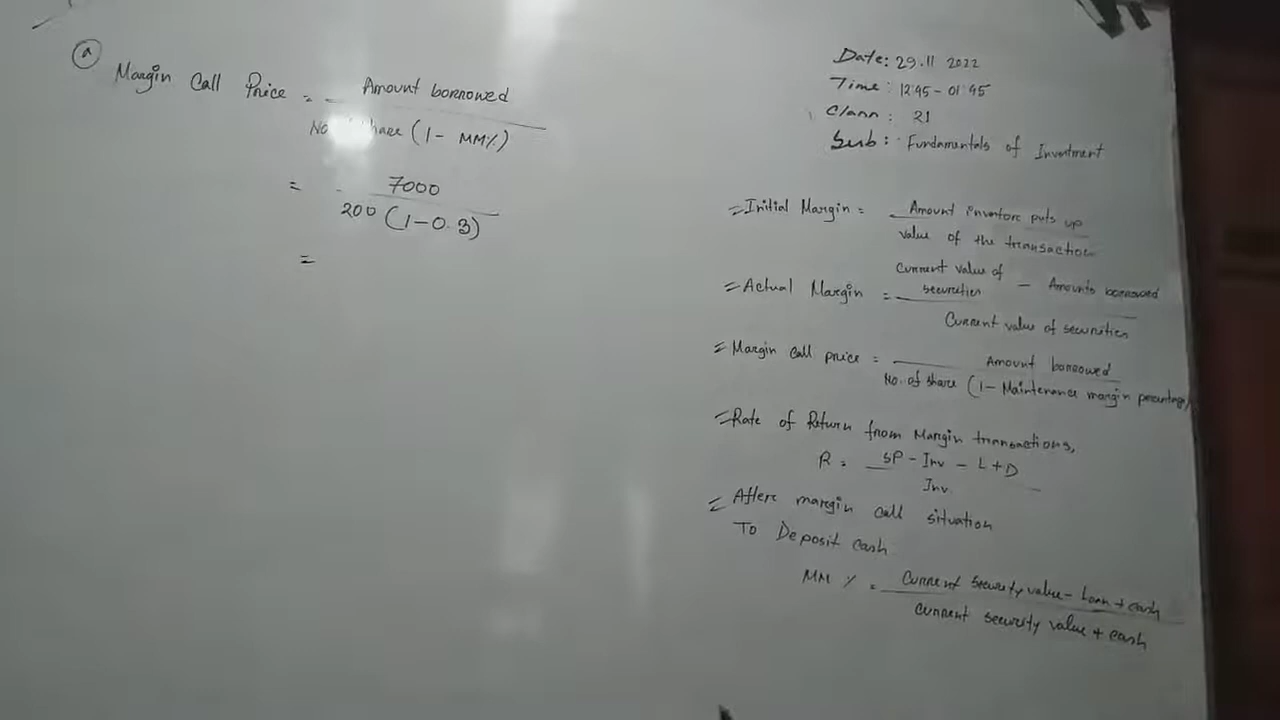 (a)
Margin Call Price = Amount borrowed
No share (1- MM%)
= 7000
200 (1-0.3)
=
Date: 29.11 2022
Time: 12:45 - 01 45
Class: 21
Sub: Fundamentals of Investment
= Initial Margin = Amount investors puts up
value of the transaction
= Actual Margin = Current value of securities - Amounts borrowed
Current value of securities
= Margin call price = Amount borrowed
No. of share (1- Maintenance margin percentage)
= Rate of Return from Margin transactions,
R = SP - Inv - L + D
Inv.
= After margin call situation
To Deposit cash
MM % = Current security value - Loan + cash
Current security value + cash